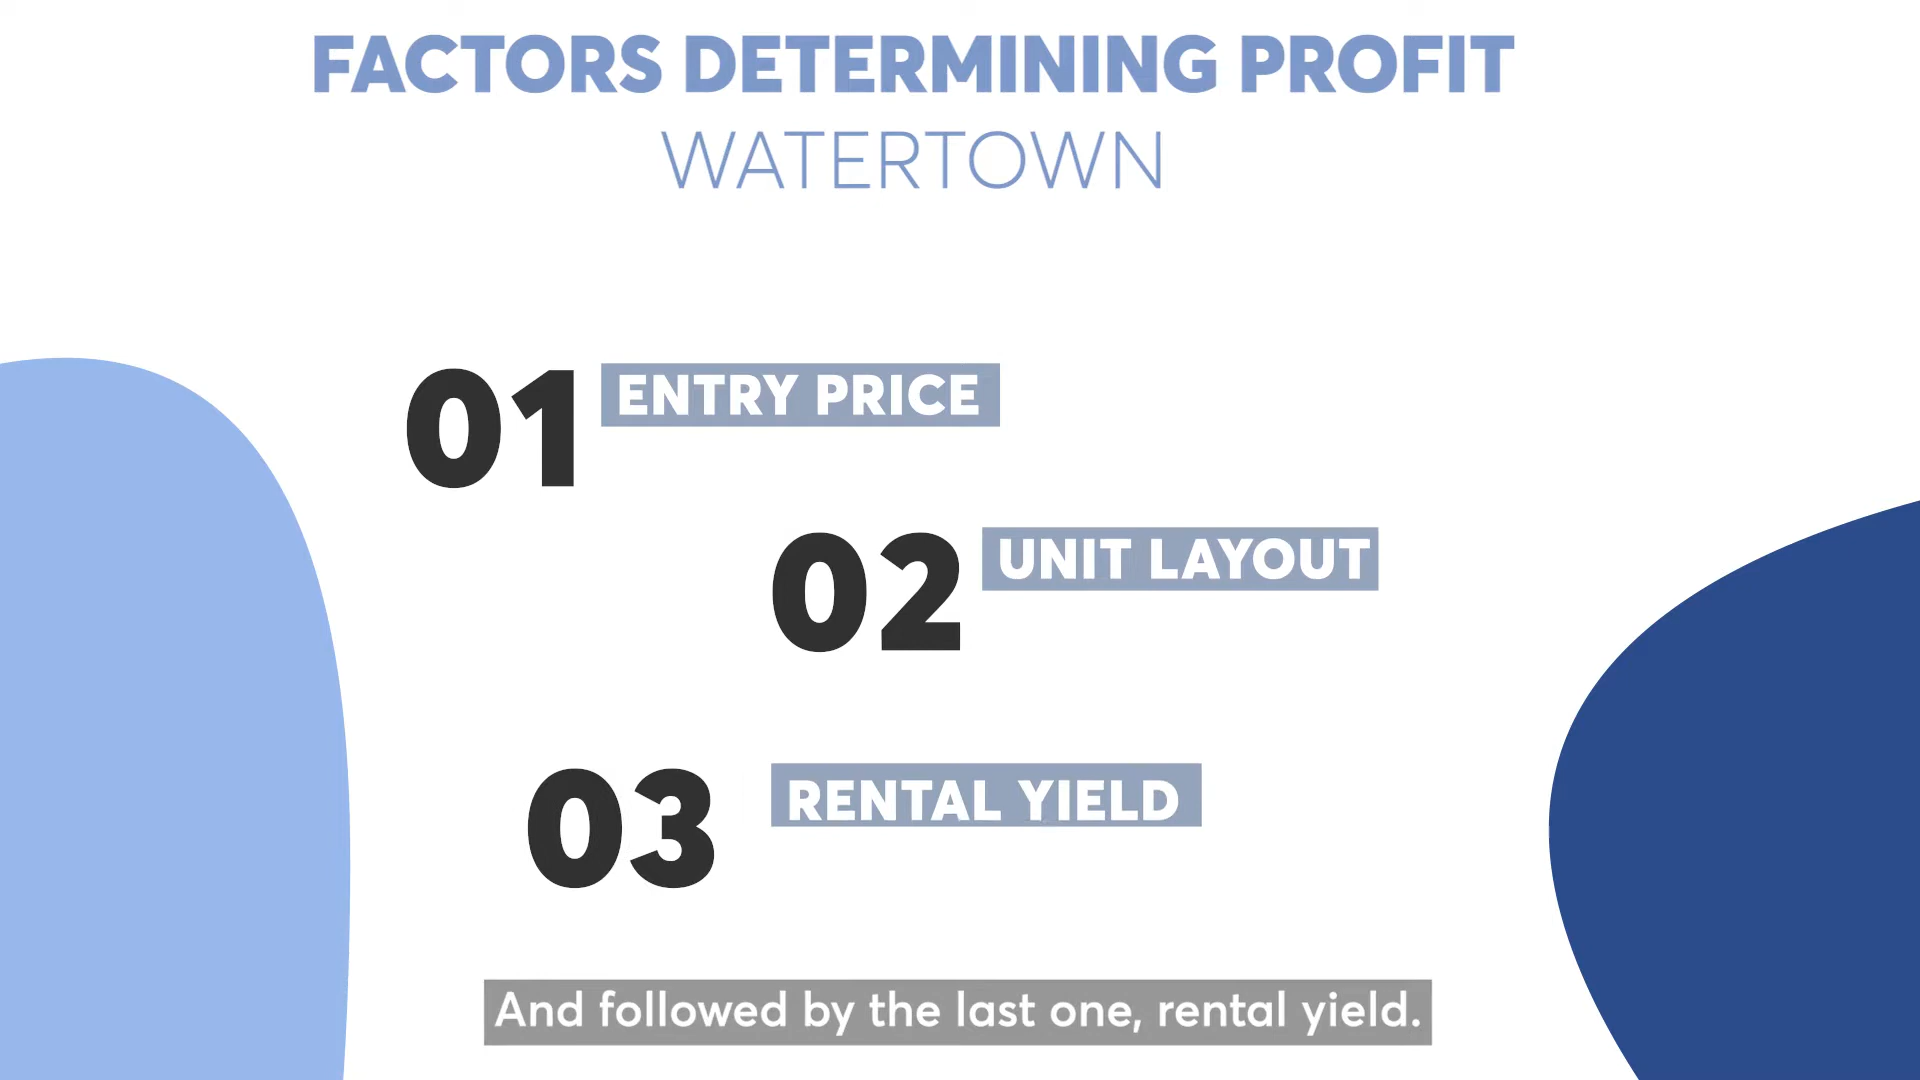 FACTORS DETERMINING PROFIT
WATERTOWN
01 ENTRY PRICE
02 UNIT LAYOUT
03 RENTAL YIELD
And followed by the last one, rental yield.